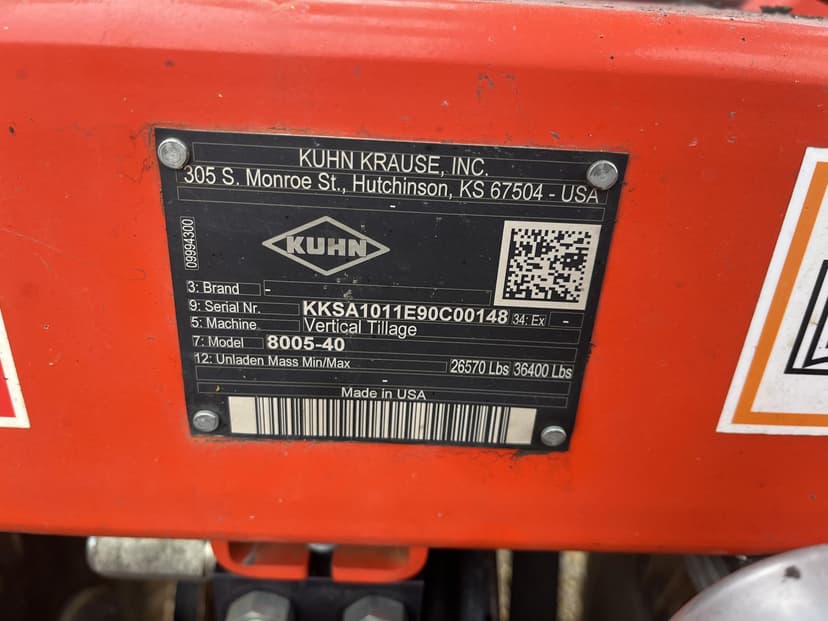 KUHN KRAUSE, INC.
305 S. Monroe St., Hutchinson, KS 67504 - USA
09994300
KUHN
3: Brand -
9: Serial Nr. KKSA1011E90C00148 34: Ex -
5: Machine Vertical Tillage
7: Model 8005-40 -
12: Unladen Mass Min/Max 26570 Lbs 36400 Lbs
-
Made in USA